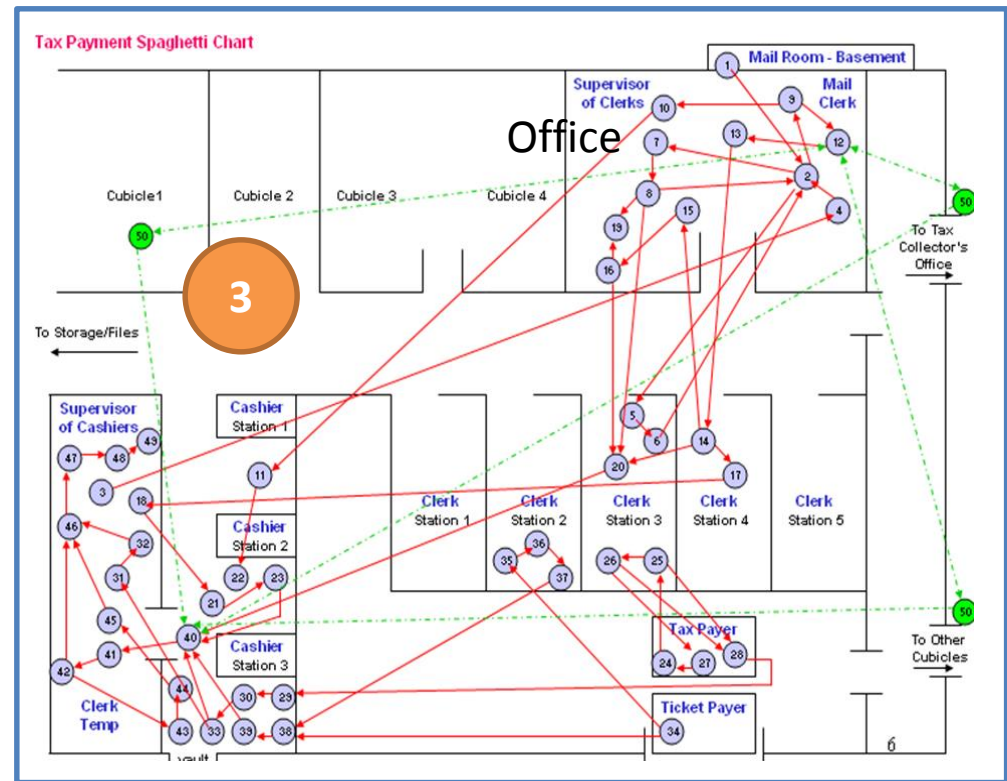 Tax Payment Spaghetti Chart
Mail Room - Basement
1
Supervisor
of Clerks
Mail
Clerk
9
10
Office
13
12
7
2
Cubicle1
Cubicle 2
Cubicle 3
Cubicle 4
8
50
4
15
50
19
To Tax
Collector's
Office
16
3
To Storage/Files
Supervisor
of Cashiers
Cashier
Station 1
5
49
47
48
6
14
20
17
11
3
18
Clerk
Station 1
Clerk
Station 2
Clerk
Station 3
Clerk
Station 4
Clerk
Station 5
46
Cashier
Station 2
32
36
35
26
25
31
22
23
37
21
50
45
40
Tax Payer
To Other
Cubicles
41
Cashier
Station 3
28
24
27
42
44
30
29
Clerk
Temp
Ticket Payer
43
33
39
38
34
6